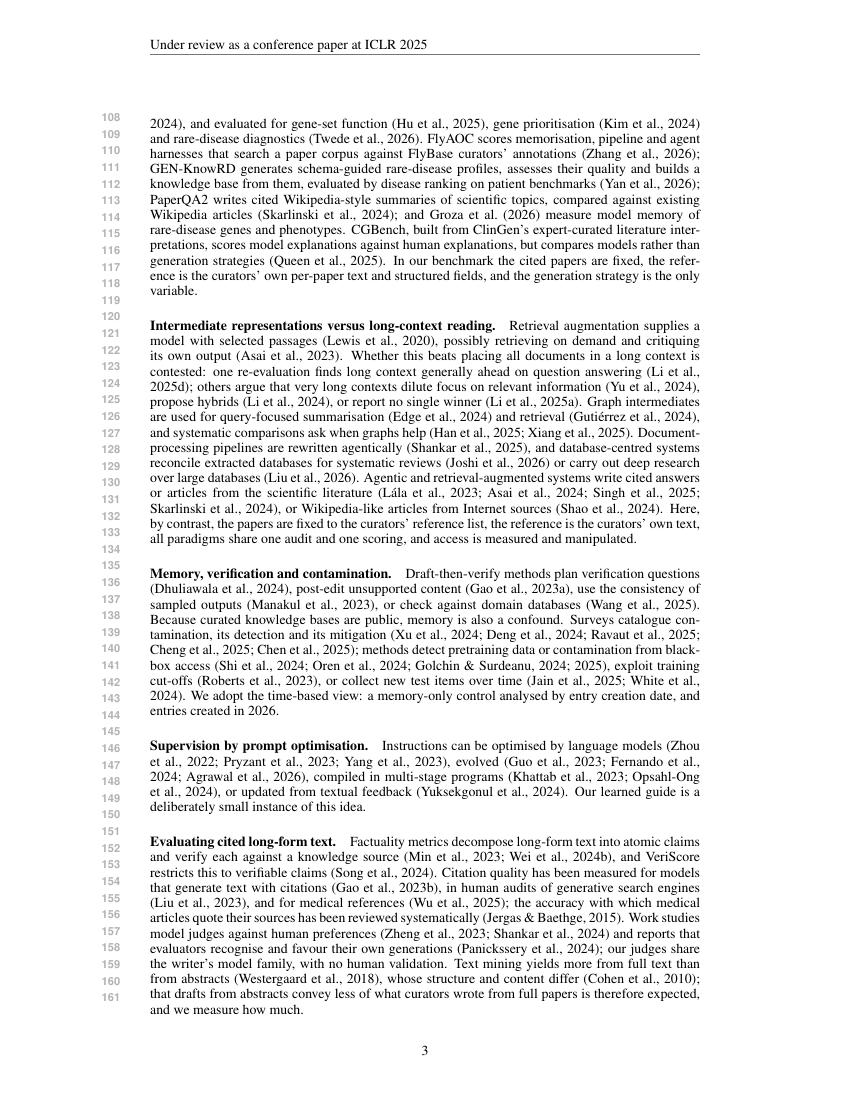 Under review as a conference paper at ICLR 2025
108
109
110
111
112
113
114
115
116
117
118
119
120
121
122
123
124
125
126
127
128
129
130
131
132
133
134
135
136
137
138
139
140
141
142
143
144
145
146
147
148
149
150
151
152
153
154
155
156
157
158
159
160
161
2024), and evaluated for gene-set function (Hu et al., 2025), gene prioritisation (Kim et al., 2024)
and rare-disease diagnostics (Twede et al., 2026). FlyAOC scores memorisation, pipeline and agent
harnesses that search a paper corpus against FlyBase curators' annotations (Zhang et al., 2026);
GEN-KnowRD generates schema-guided rare-disease profiles, assesses their quality and builds a
knowledge base from them, evaluated by disease ranking on patient benchmarks (Yan et al., 2026);
PaperQA2 writes cited Wikipedia-style summaries of scientific topics, compared against existing
Wikipedia articles (Skarlinski et al., 2024); and Groza et al. (2026) measure model memory of
rare-disease genes and phenotypes. CGBench, built from ClinGen's expert-curated literature inter-
pretations, scores model explanations against human explanations, but compares models rather than
generation strategies (Queen et al., 2025). In our benchmark the cited papers are fixed, the refer-
ence is the curators' own per-paper text and structured fields, and the generation strategy is the only
variable.
Intermediate representations versus long-context reading. Retrieval augmentation supplies a
model with selected passages (Lewis et al., 2020), possibly retrieving on demand and critiquing
its own output (Asai et al., 2023). Whether this beats placing all documents in a long context is
contested: one re-evaluation finds long context generally ahead on question answering (Li et al.,
2025d); others argue that very long contexts dilute focus on relevant information (Yu et al., 2024),
propose hybrids (Li et al., 2024), or report no single winner (Li et al., 2025a). Graph intermediates
are used for query-focused summarisation (Edge et al., 2024) and retrieval (Gutiérrez et al., 2024),
and systematic comparisons ask when graphs help (Han et al., 2025; Xiang et al., 2025). Document-
processing pipelines are rewritten agentically (Shankar et al., 2025), and database-centred systems
reconcile extracted databases for systematic reviews (Joshi et al., 2026) or carry out deep research
over large databases (Liu et al., 2026). Agentic and retrieval-augmented systems write cited answers
or articles from the scientific literature (Lála et al., 2023; Asai et al., 2024; Singh et al., 2025;
Skarlinski et al., 2024), or Wikipedia-like articles from Internet sources (Shao et al., 2024). Here,
by contrast, the papers are fixed to the curators' reference list, the reference is the curators' own text,
all paradigms share one audit and one scoring, and access is measured and manipulated.
Memory, verification and contamination. Draft-then-verify methods plan verification questions
(Dhuliawala et al., 2024), post-edit unsupported content (Gao et al., 2023a), use the consistency of
sampled outputs (Manakul et al., 2023), or check against domain databases (Wang et al., 2025).
Because curated knowledge bases are public, memory is also a confound. Surveys catalogue con-
tamination, its detection and its mitigation (Xu et al., 2024; Deng et al., 2024; Ravaut et al., 2025;
Cheng et al., 2025; Chen et al., 2025); methods detect pretraining data or contamination from black-
box access (Shi et al., 2024; Oren et al., 2024; Golchin & Surdeanu, 2024; 2025), exploit training
cut-offs (Roberts et al., 2023), or collect new test items over time (Jain et al., 2025; White et al.,
2024). We adopt the time-based view: a memory-only control analysed by entry creation date, and
entries created in 2026.
Supervision by prompt optimisation. Instructions can be optimised by language models (Zhou
et al., 2022; Pryzant et al., 2023; Yang et al., 2023), evolved (Guo et al., 2023; Fernando et al.,
2024; Agrawal et al., 2026), compiled in multi-stage programs (Khattab et al., 2023; Opsahl-Ong
et al., 2024), or updated from textual feedback (Yuksekgonul et al., 2024). Our learned guide is a
deliberately small instance of this idea.
Evaluating cited long-form text. Factuality metrics decompose long-form text into atomic claims
and verify each against a knowledge source (Min et al., 2023; Wei et al., 2024b), and VeriScore
restricts this to verifiable claims (Song et al., 2024). Citation quality has been measured for models
that generate text with citations (Gao et al., 2023b), in human audits of generative search engines
(Liu et al., 2023), and for medical references (Wu et al., 2025); the accuracy with which medical
articles quote their sources has been reviewed systematically (Jergas & Baethge, 2015). Work studies
model judges against human preferences (Zheng et al., 2023; Shankar et al., 2024) and reports that
evaluators recognise and favour their own generations (Panickssery et al., 2024); our judges share
the writer's model family, with no human validation. Text mining yields more from full text than
from abstracts (Westergaard et al., 2018), whose structure and content differ (Cohen et al., 2010);
that drafts from abstracts convey less of what curators wrote from full papers is therefore expected,
and we measure how much.
3